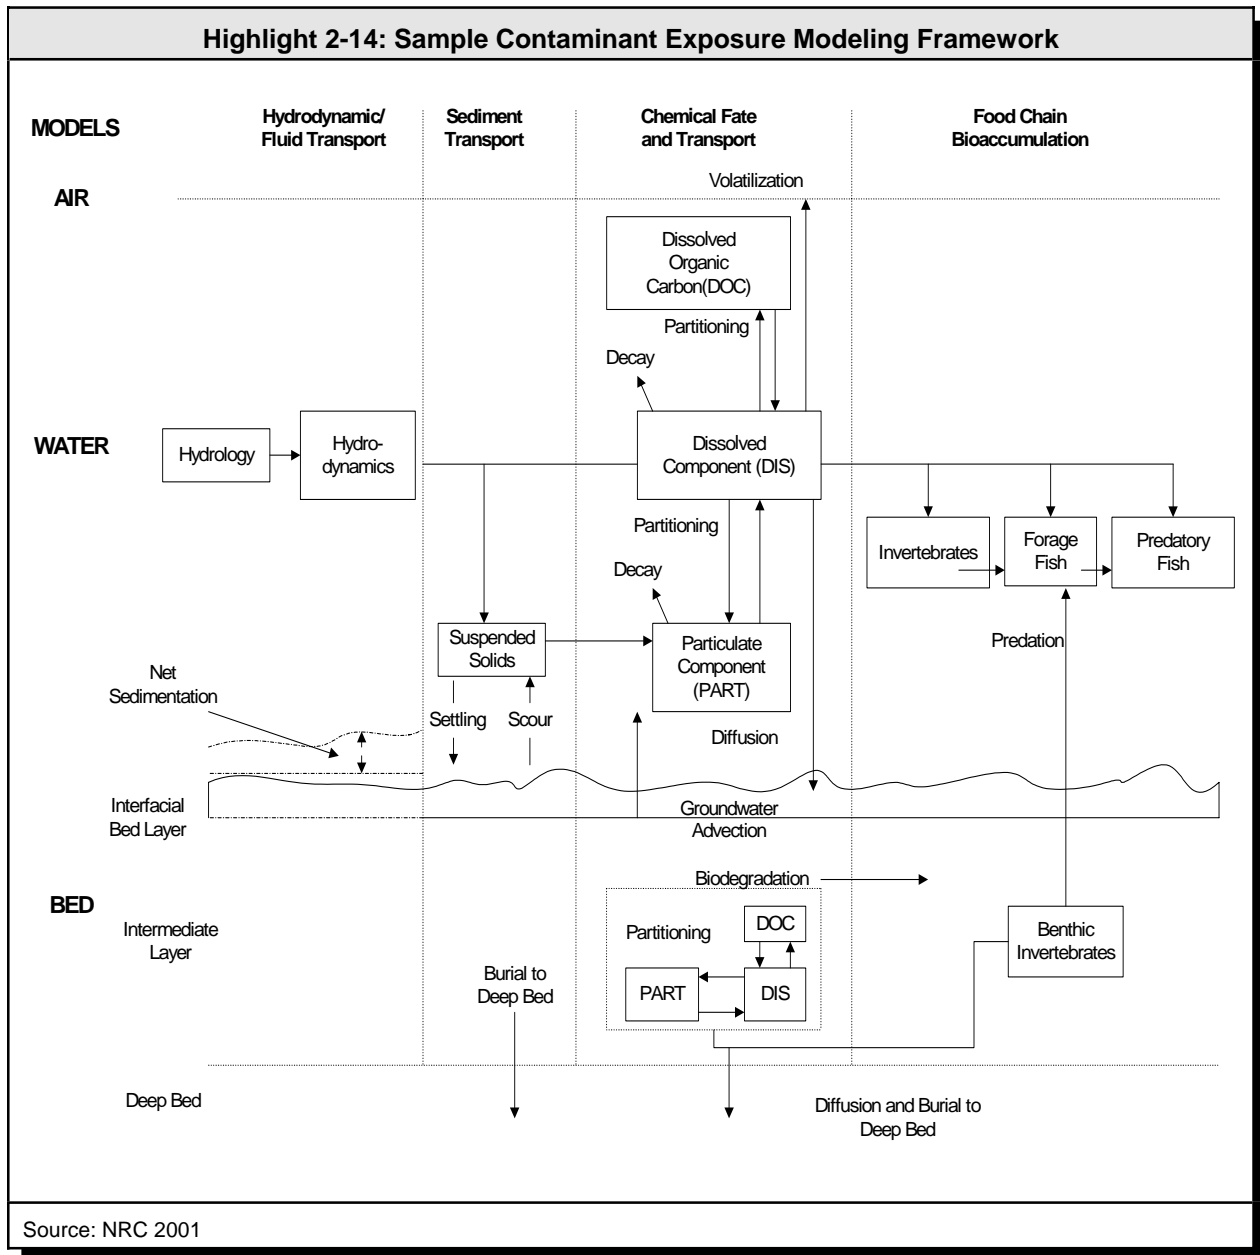 Highlight 2-14: Sample Contaminant Exposure Modeling Framework
MODELS
Hydrodynamic/
Fluid Transport
Sediment
Transport
Chemical Fate
and Transport
Food Chain
Bioaccumulation
AIR
Volatilization
Dissolved
Organic
Carbon(DOC)
Partitioning
Decay
WATER
Hydrology
Hydro-
dynamics
Dissolved
Component (DIS)
Partitioning
Decay
Invertebrates
Forage
Fish
Predatory
Fish
Suspended
Solids
Particulate
Component
(PART)
Predation
Net
Sedimentation
Settling
Scour
Diffusion
Interfacial
Bed Layer
Groundwater
Advection
BED
Intermediate
Layer
Biodegradation
Partitioning
DOC
PART
DIS
Benthic
Invertebrates
Burial to
Deep Bed
Deep Bed
Diffusion and Burial to
Deep Bed
Source: NRC 2001